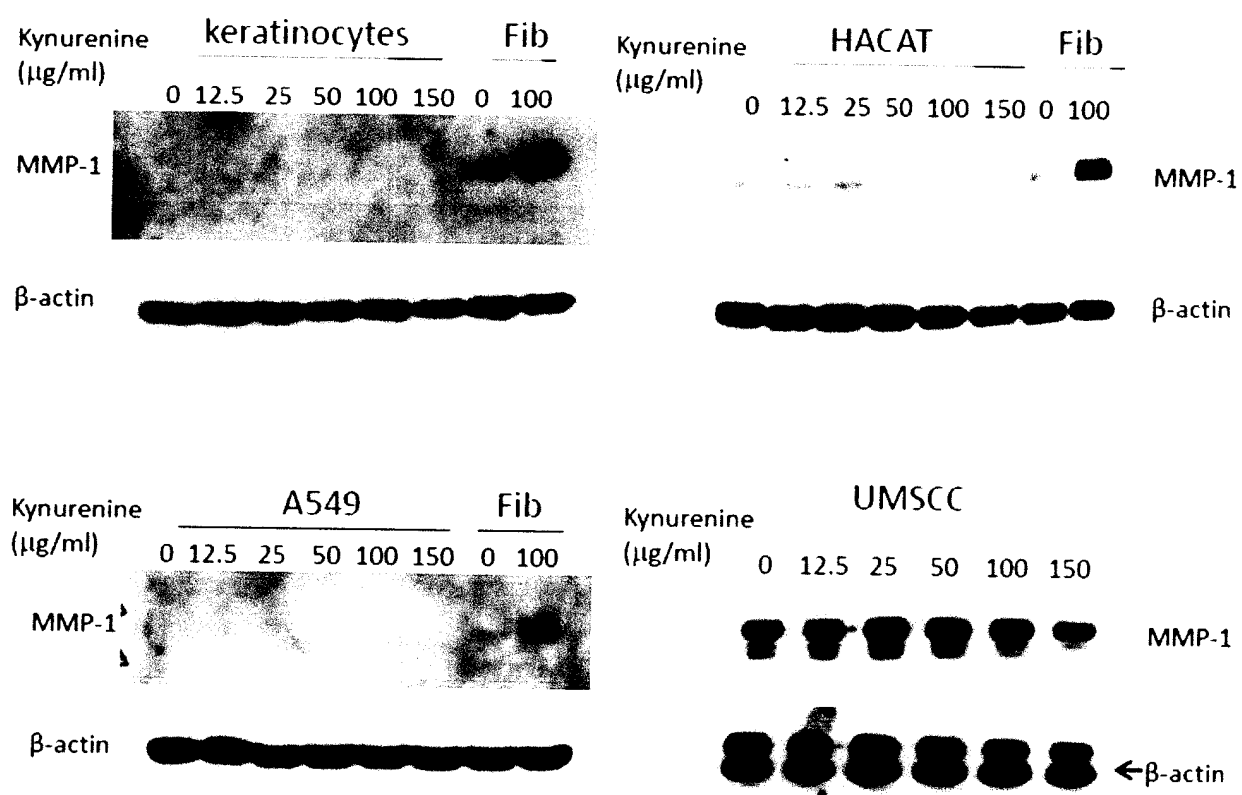 Kynurenine
(µg/ml)
keratinocytes
Fib
0 12.5 25 50 100 150 0 100
MMP-1
β-actin
Kynurenine
(µg/ml)
HACAT
Fib
0 12.5 25 50 100 150 0 100
MMP-1
β-actin
Kynurenine
(µg/ml)
A549
Fib
0 12.5 25 50 100 150 0 100
MMP-1
β-actin
Kynurenine
(µg/ml)
UMSCC
0 12.5 25 50 100 150
MMP-1
←β-actin